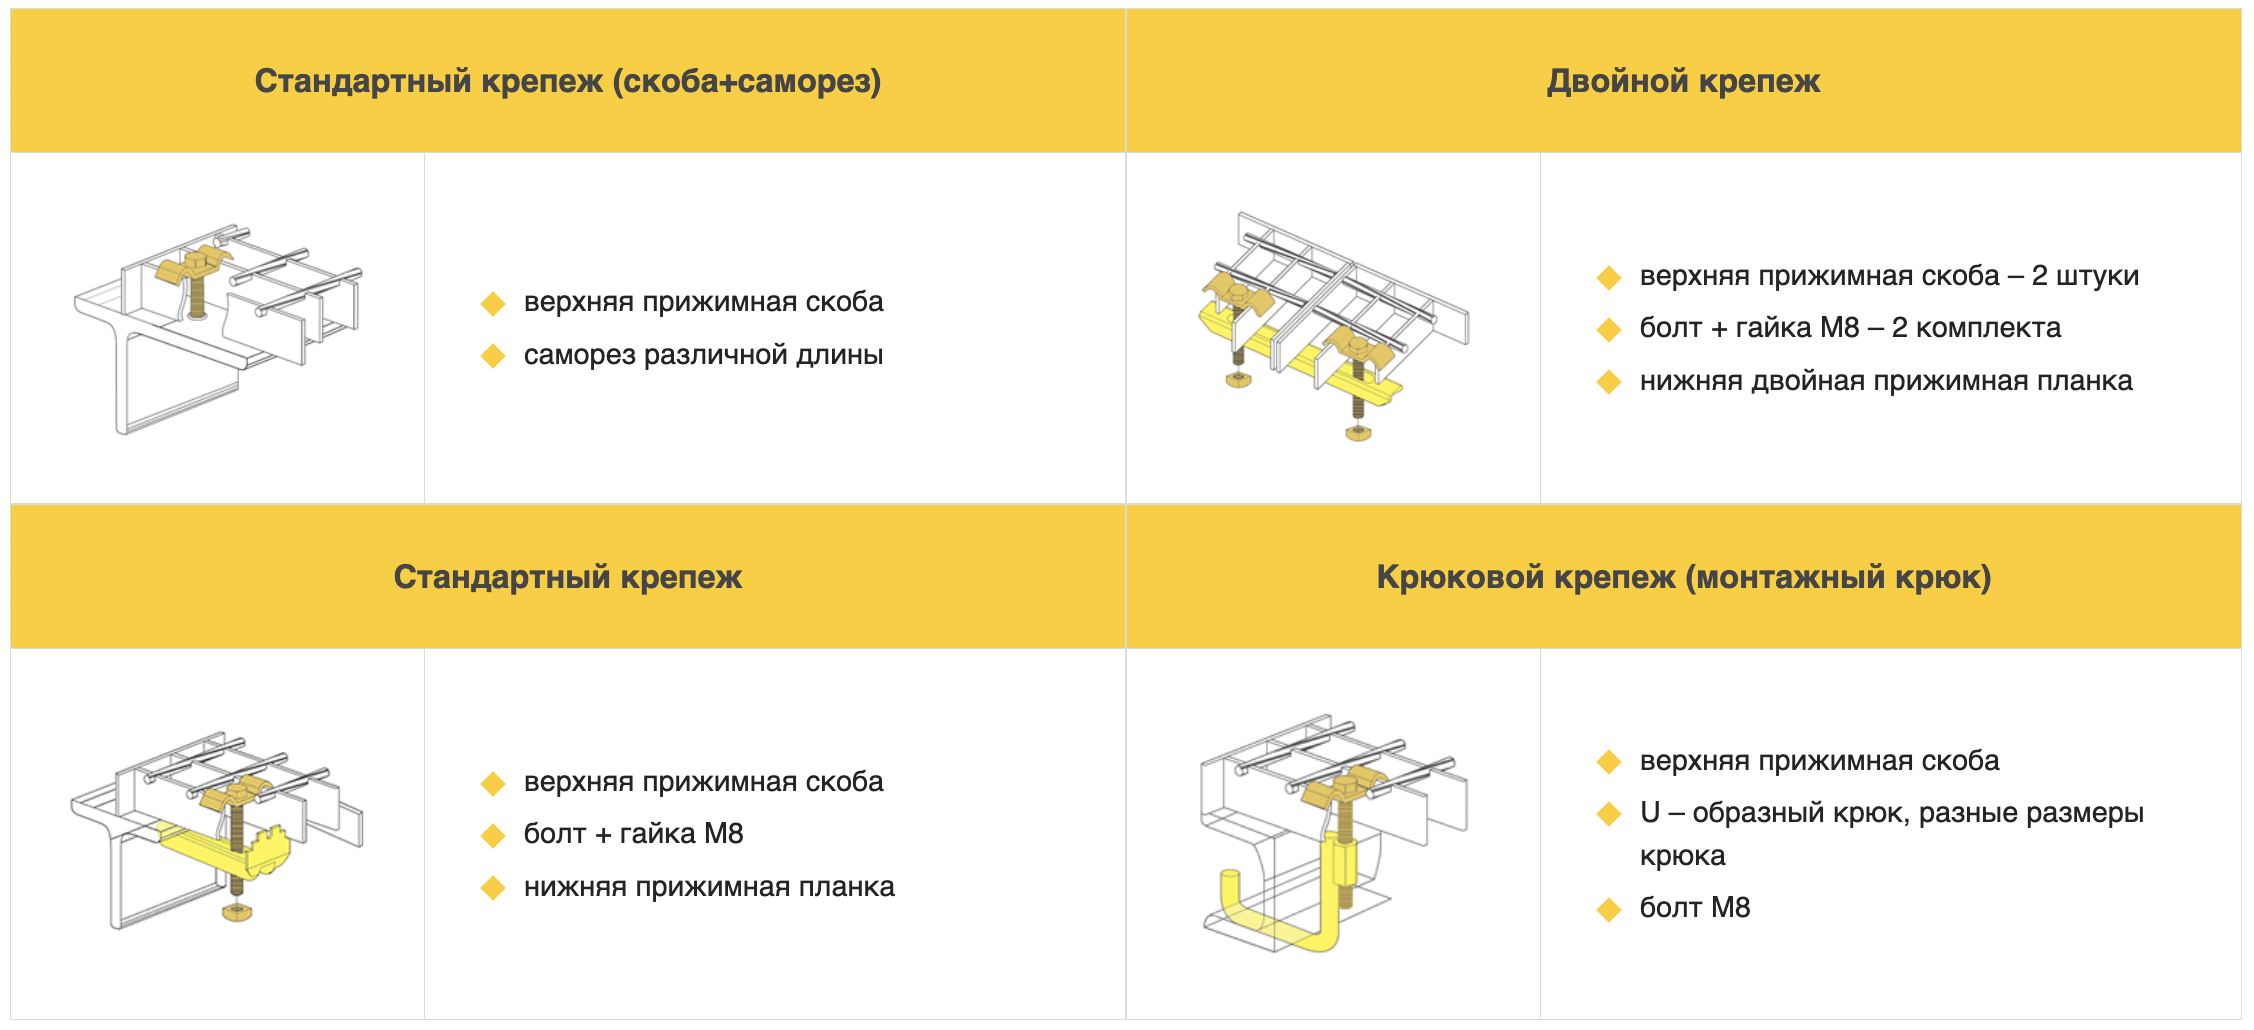 Стандартный крепеж (скоба+саморез)
Двойной крепеж
верхняя прижимная скоба
саморез различной длины
верхняя прижимная скоба – 2 штуки
болт + гайка М8 – 2 комплекта
нижняя двойная прижимная планка
Стандартный крепеж
Крюковой крепеж (монтажный крюк)
верхняя прижимная скоба
болт + гайка М8
нижняя прижимная планка
верхняя прижимная скоба
U – образный крюк, разные размеры
крюка
болт М8